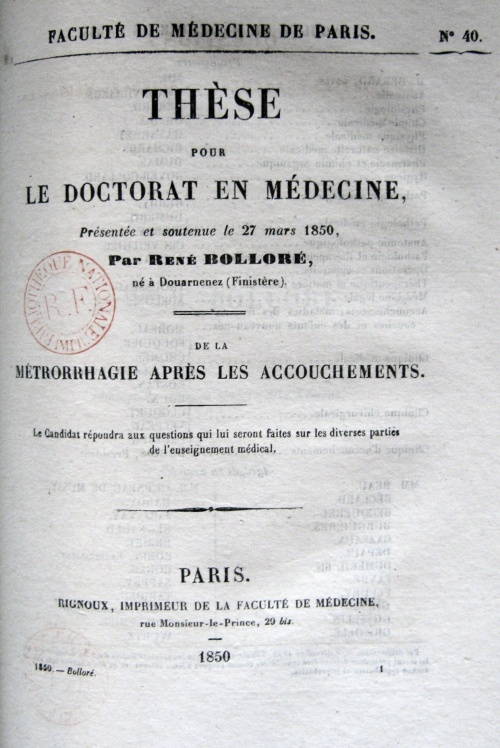 FACULTÉ DE MÉDECINE DE PARIS. N° 40.
THÈSE
POUR
LE DOCTORAT EN MÉDECINE,
Présentée et soutenue le 27 mars 1850,
Par RENÉ BOLLORÉ,
né à Douarnenez (Finistère).
BIBLIOTHÈQUE NATIONALE
R.F.
DE LA
MÉTRORRHAGIE APRÈS LES ACCOUCHEMENTS.
Le Candidat répondra aux questions qui lui seront faites sur les diverses parties
de l'enseignement médical.
PARIS.
RIGNOUX, IMPRIMEUR DE LA FACULTÉ DE MÉDECINE,
rue Monsieur-le-Prince, 29 bis.
1850
1850. — Bolloré. 1